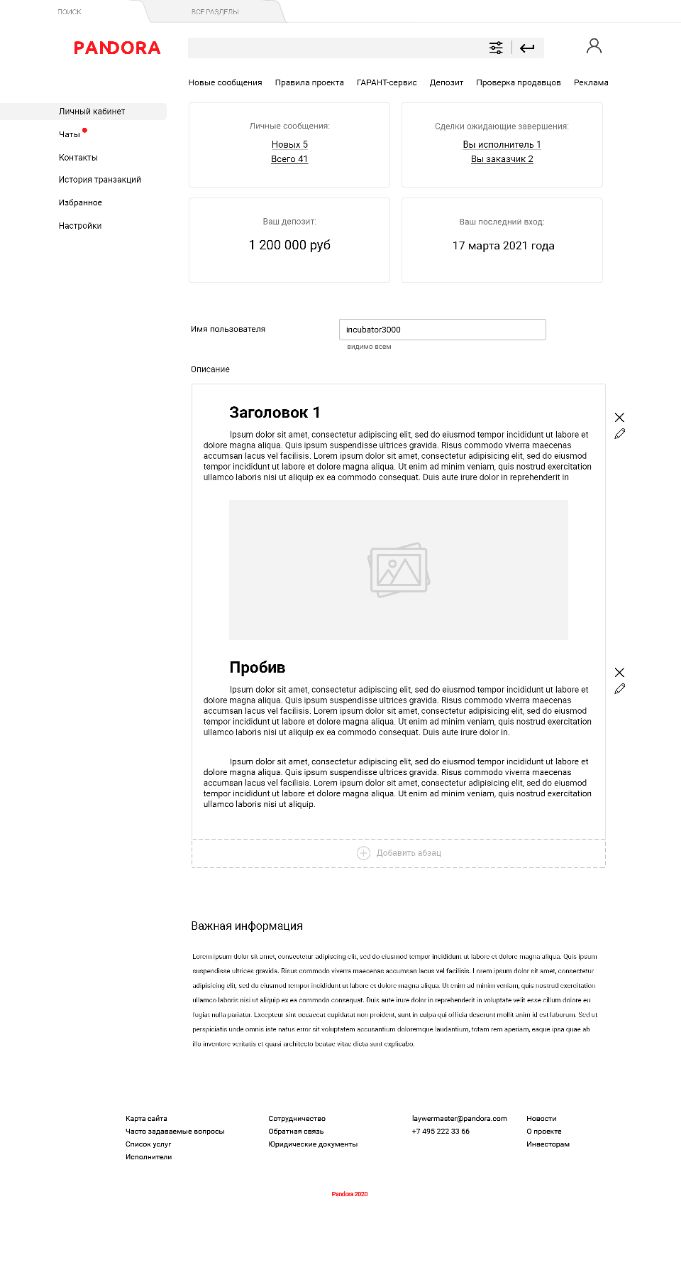 ПОИСК
ВСЕ РАЗДЕЛЫ
PANDORA
Новые сообщения
Правила проекта
ГАРАНТ-сервис
Депозит
Проверка продавцов
Реклама
Личный кабинет
Чаты
Контакты
История транзакций
Избранное
Настройки
Личные сообщения:
Новых 5
Всего 41
Сделки ожидающие завершения:
Вы исполнитель 1
Вы заказчик 2
Ваш депозит:
1 200 000 руб
Ваш последний вход:
17 марта 2021 года
Имя пользователя
incubator3000
видимо всем
Описание
Заголовок 1
Ipsum dolor sit amet, consectetur adipiscing elit, sed do eiusmod tempor incididunt ut labore et
dolore magna aliqua. Quis ipsum suspendisse ultrices gravida. Risus commodo viverra maecenas
accumsan lacus vel facilisis. Lorem ipsum dolor sit amet, consectetur adipiscing elit, sed do eiusmod
tempor incididunt ut labore et dolore magna aliqua. Ut enim ad minim veniam, quis nostrud exercitation
ullamco laboris nisi ut aliquip ex ea commodo consequat. Duis aute irure dolor in reprehenderit in
Пробив
Ipsum dolor sit amet, consectetur adipiscing elit, sed do eiusmod tempor incididunt ut labore et
dolore magna aliqua. Quis ipsum suspendisse ultrices gravida. Risus commodo viverra maecenas
accumsan lacus vel facilisis. Lorem ipsum dolor sit amet, consectetur adipiscing elit, sed do eiusmod
tempor incididunt ut labore et dolore magna aliqua. Ut enim ad minim veniam, quis nostrud exercitation
ullamco laboris nisi ut aliquip ex ea commodo consequat. Duis aute irure dolor in.
Ipsum dolor sit amet, consectetur adipiscing elit, sed do eiusmod tempor incididunt ut labore et
dolore magna aliqua. Quis ipsum suspendisse ultrices gravida. Risus commodo viverra maecenas
accumsan lacus vel facilisis. Lorem ipsum dolor sit amet, consectetur adipiscing elit, sed do eiusmod
tempor incididunt ut labore et dolore magna aliqua. Ut enim ad minim veniam, quis nostrud exercitation
ullamco laboris nisi ut aliquip.
Добавить абзац
Важная информация
Lorem ipsum dolor sit amet, consectetur adipiscing elit, sed do eiusmod tempor incididunt ut labore et dolore magna aliqua. Quis ipsum
suspendisse ultrices gravida. Risus commodo viverra maecenas accumsan lacus vel facilisis. Lorem ipsum dolor sit amet, consectetur
adipiscing elit, sed do eiusmod tempor incididunt ut labore et dolore magna aliqua. Ut enim ad minim veniam, quis nostrud exercitation
ullamco laboris nisi ut aliquip ex ea commodo consequat. Duis aute irure dolor in reprehenderit in voluptate velit esse cillum dolore eu
fugiat nulla pariatur. Excepteur sint occaecat cupidatat non proident, sunt in culpa qui officia deserunt mollit anim id est laborum. Sed ut
perspiciatis unde omnis iste natus error sit voluptatem accusantium doloremque laudantium, totam rem aperiam, eaque ipsa quae ab
illo inventore veritatis et quasi architecto beatae vitae dicta sunt explicabo.
Карта сайта
Часто задаваемые вопросы
Список услуг
Исполнители
Сотрудничество
Обратная связь
Юридические документы
laywermaster@pandora.com
+7 495 222 33 66
Новости
О проекте
Инвесторам
Pandora 2020